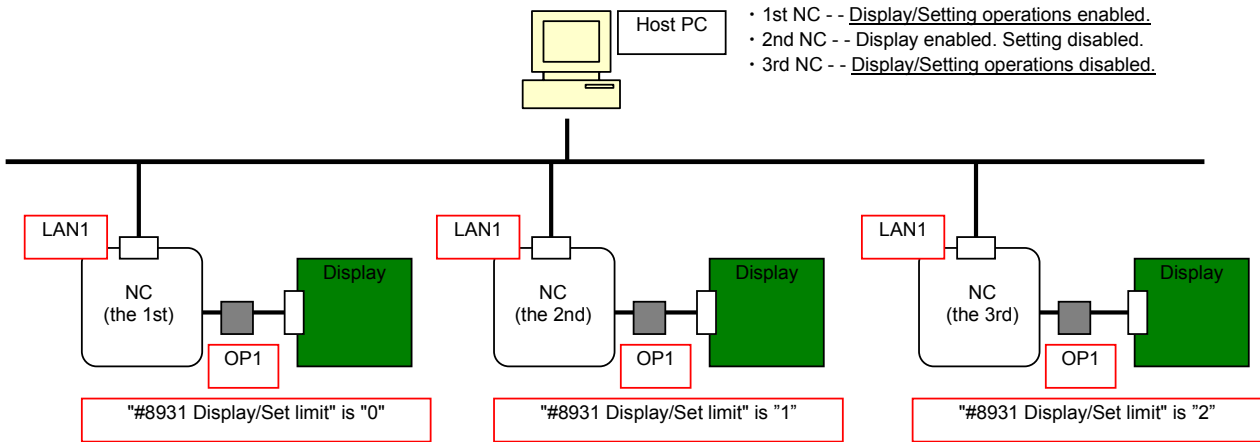 Host PC
・1st NC - - Display/Setting operations enabled.
・2nd NC - - Display enabled. Setting disabled.
・3rd NC - - Display/Setting operations disabled.
LAN1
NC
(the 1st)
Display
OP1
"#8931 Display/Set limit" is "0"
LAN1
NC
(the 2nd)
Display
OP1
"#8931 Display/Set limit" is ”1”
LAN1
NC
(the 3rd)
Display
OP1
"#8931 Display/Set limit" is ”2”